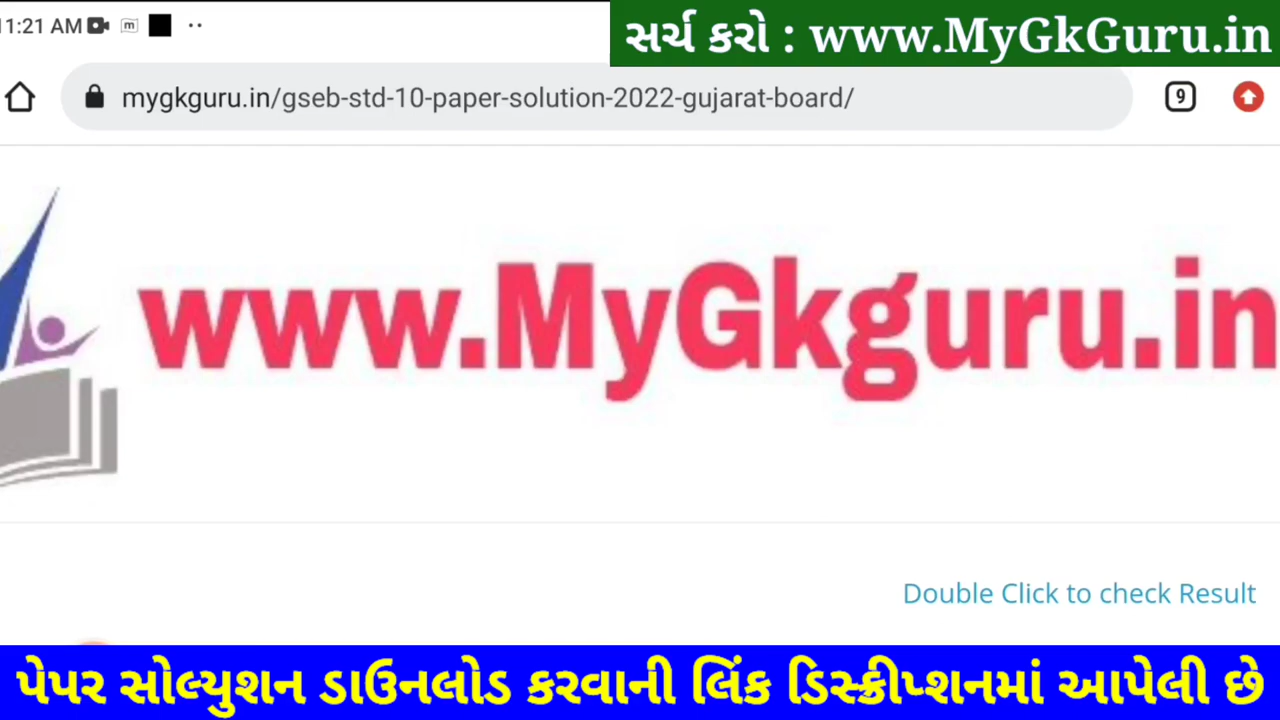 11:21 AM
સર્ચ કરો : www.MyGkGuru.in
mygkguru.in/gseb-std-10-paper-solution-2022-gujarat-board/
9
www.MyGkguru.in
Double Click to check Result
પેપર સોલ્યુશન ડાઉનલોડ કરવાની લિંક ડિસ્ક્રીપ્શનમાં આપેલી છે